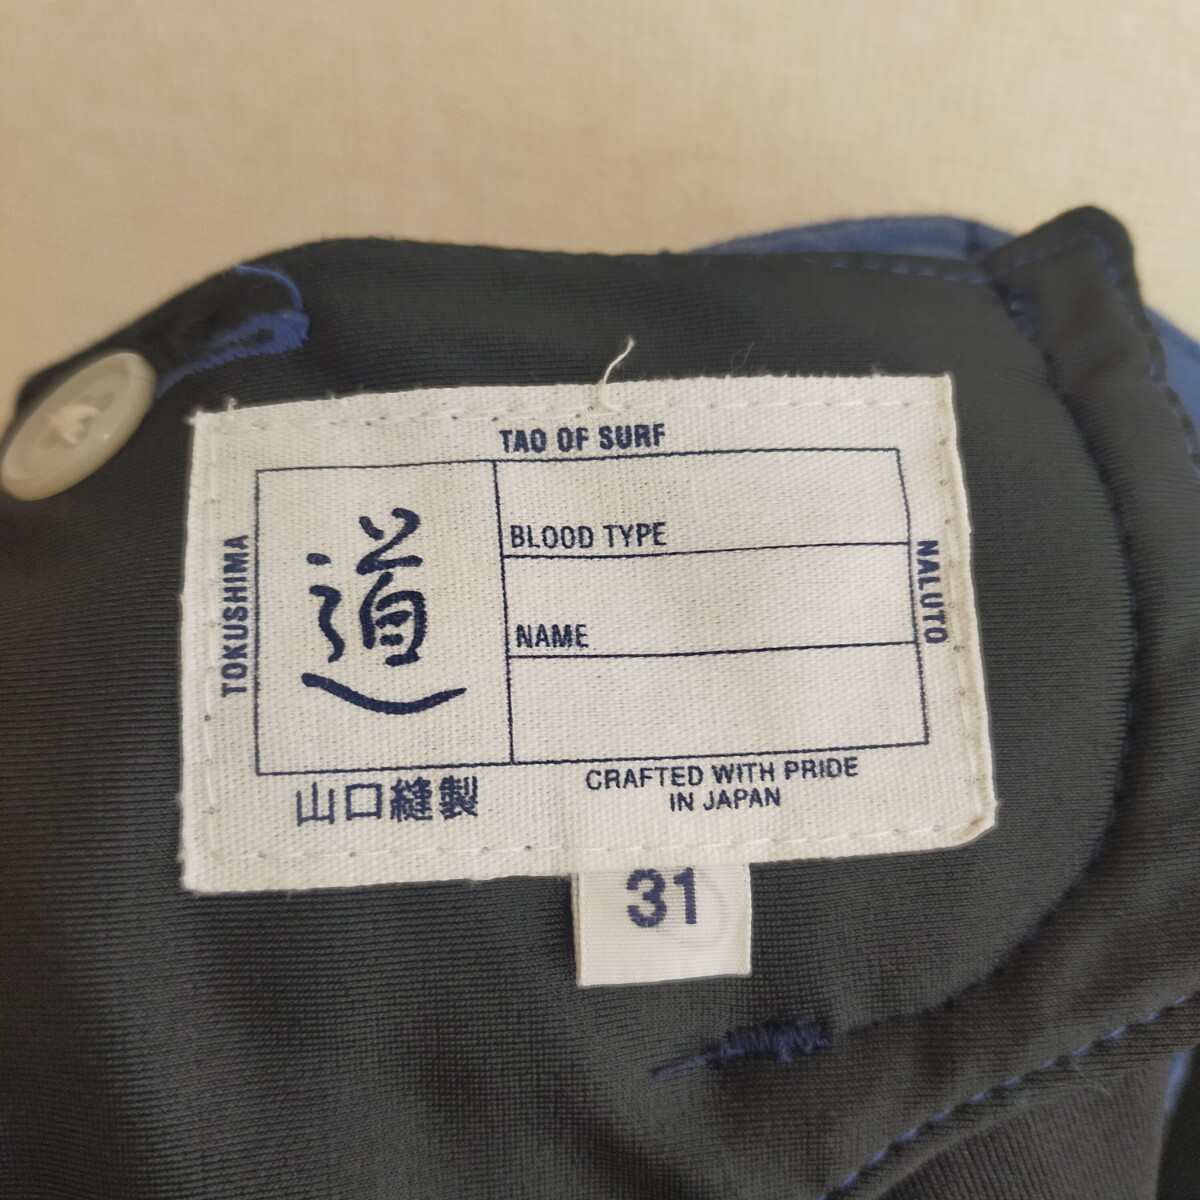 TAO OF SURF
TOKUSHIMA
道
BLOOD TYPE
NAME
NALUTO
山口縫製
CRAFTED WITH PRIDE
IN JAPAN
31